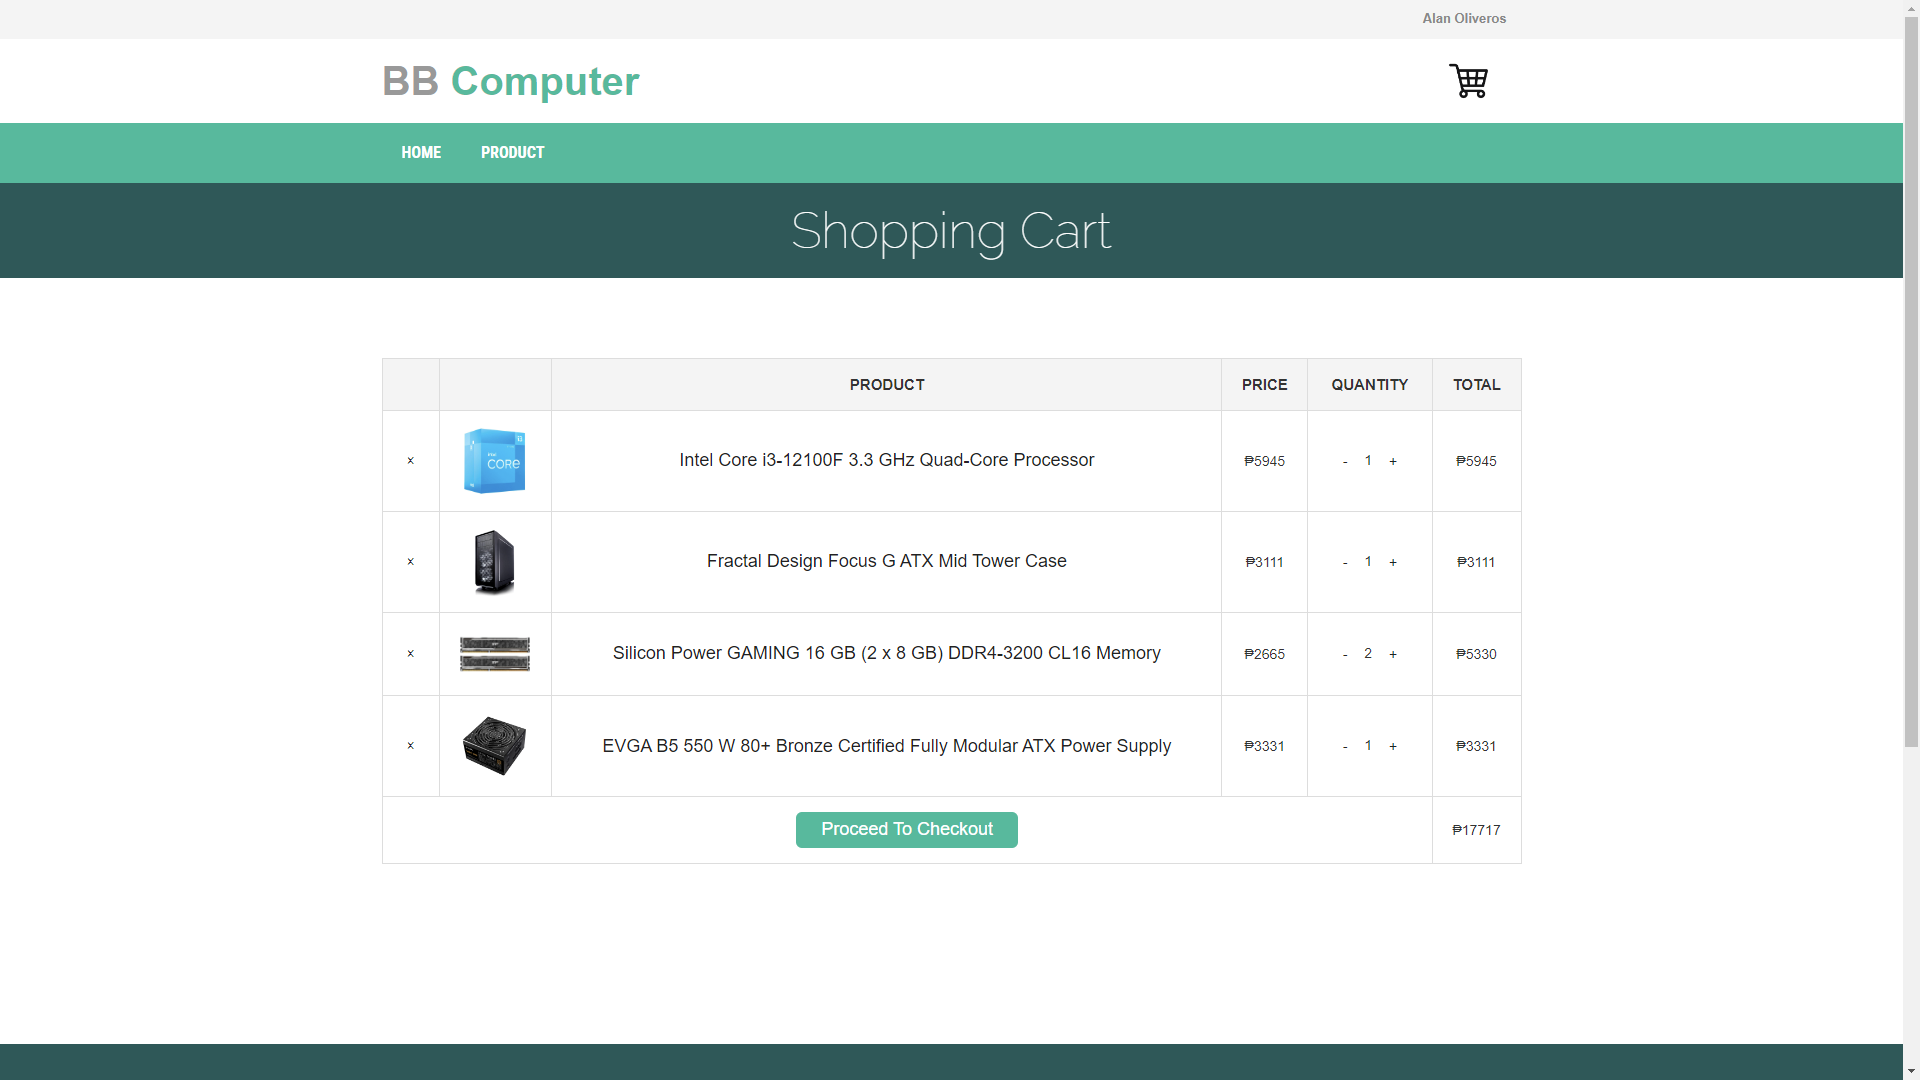 Alan Oliveros
BB Computer
HOME PRODUCT
Shopping Cart
PRODUCT PRICE QUANTITY TOTAL
× Intel Core i3-12100F 3.3 GHz Quad-Core Processor ₱5945 - 1 + ₱5945
CORE
× Fractal Design Focus G ATX Mid Tower Case ₱3111 - 1 + ₱3111
× Silicon Power GAMING 16 GB (2 x 8 GB) DDR4-3200 CL16 Memory ₱2665 - 2 + ₱5330
× EVGA B5 550 W 80+ Bronze Certified Fully Modular ATX Power Supply ₱3331 - 1 + ₱3331
Proceed To Checkout ₱17717